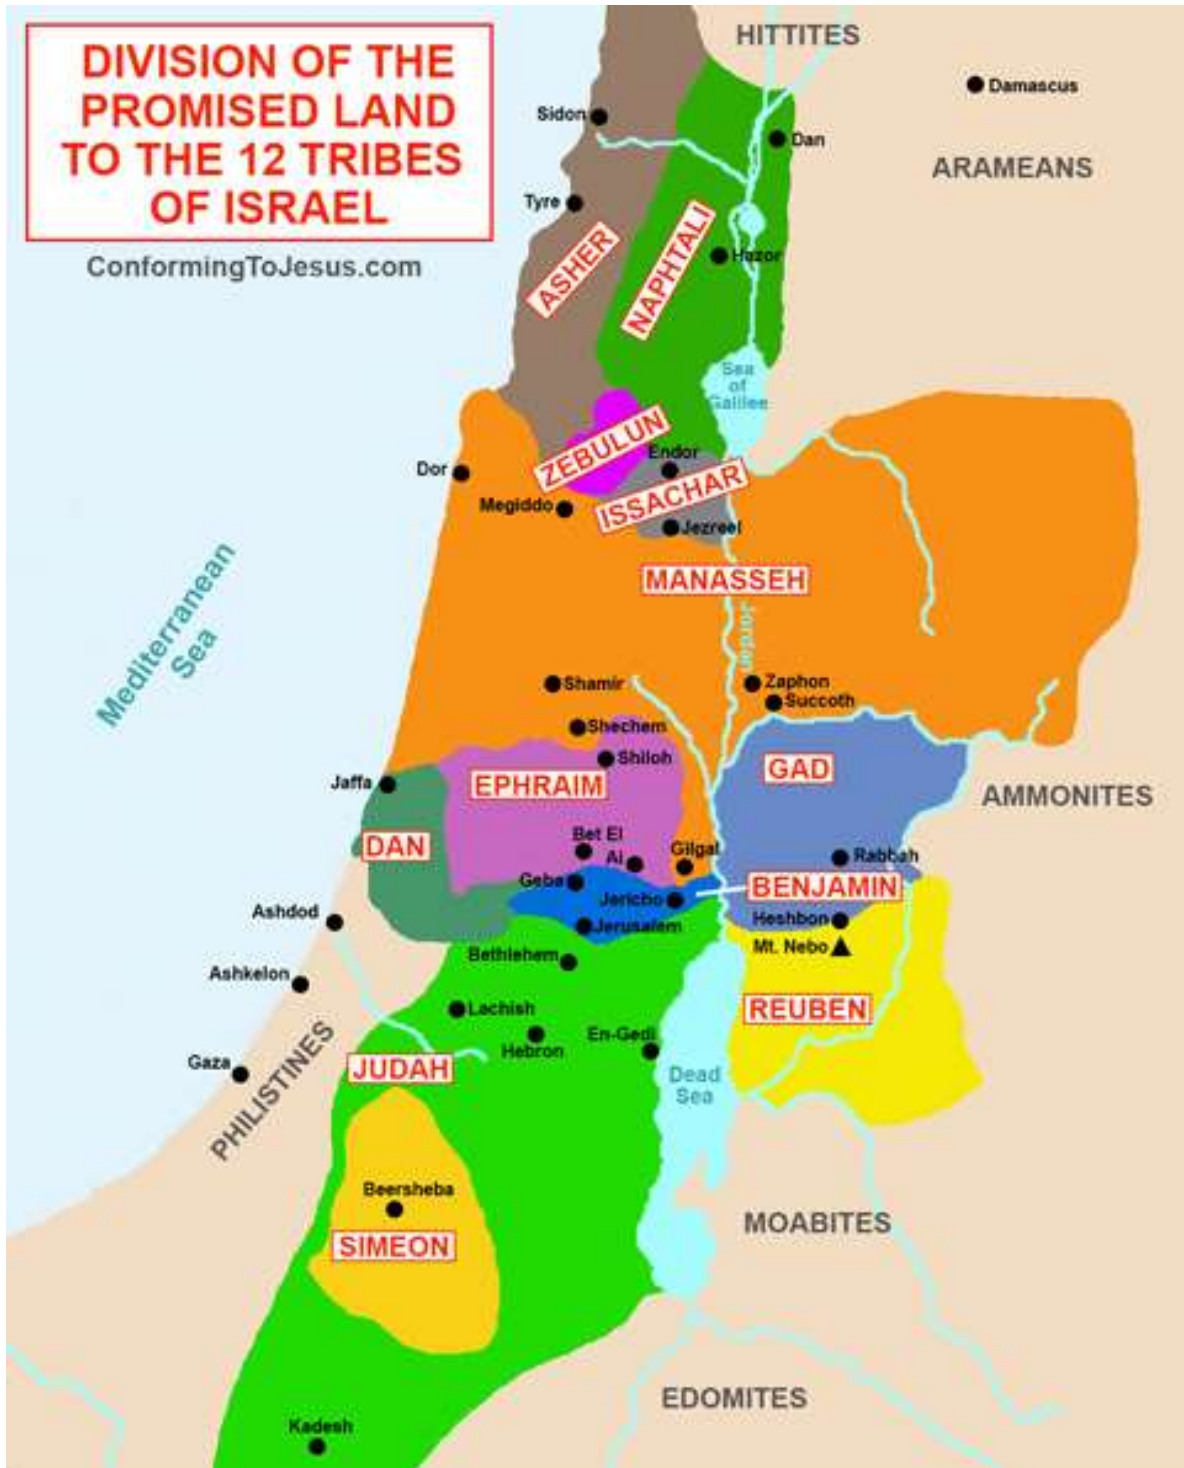 DIVISION OF THE
PROMISED LAND
TO THE 12 TRIBES
OF ISRAEL
ConformingToJesus.com
HITTITES
Damascus
Sidon
Dan
ARAMEANS
Tyre
ASHER
NAPHTALI
Hazor
Sea
of
Galilee
ZEBULUN
Endor
Dor
ISSACHAR
Megiddo
Jezreel
MANASSEH
Mediterranean
Sea
Jordan
Shamir
Zaphon
Succoth
Shechem
Shiloh
GAD
Jaffa
EPHRAIM
AMMONITES
DAN
Bet El
Ai
Gilgal
Rabbah
Geba
BENJAMIN
Jericho
Ashdod
Heshbon
Jerusalem
Mt. Nebo
Bethlehem
Ashkelon
Lachish
REUBEN
En-Gedi
Hebron
Gaza
JUDAH
Dead
Sea
PHILISTINES
Beersheba
MOABITES
SIMEON
EDOMITES
Kadesh